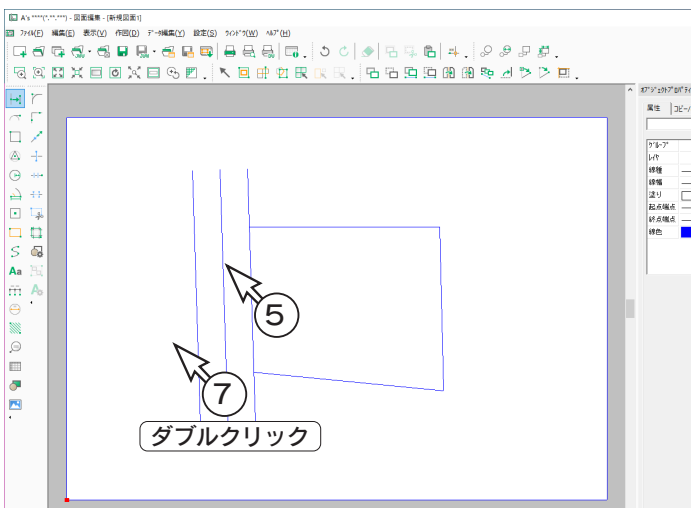 A's ****(*.**.***) - 図面編集 - [新規図面1]
ファイル(F) 編集(E) 表示(V) 作図(D) データ編集(Y) 設定(S) ウィンドウ(W) ヘルプ(H)
オブジェクトプロパティ
属性 コピー/
グループ
レイヤ
線種
線幅
塗り
起点端点
終点端点
線色
Aa
5
7
ダブルクリック